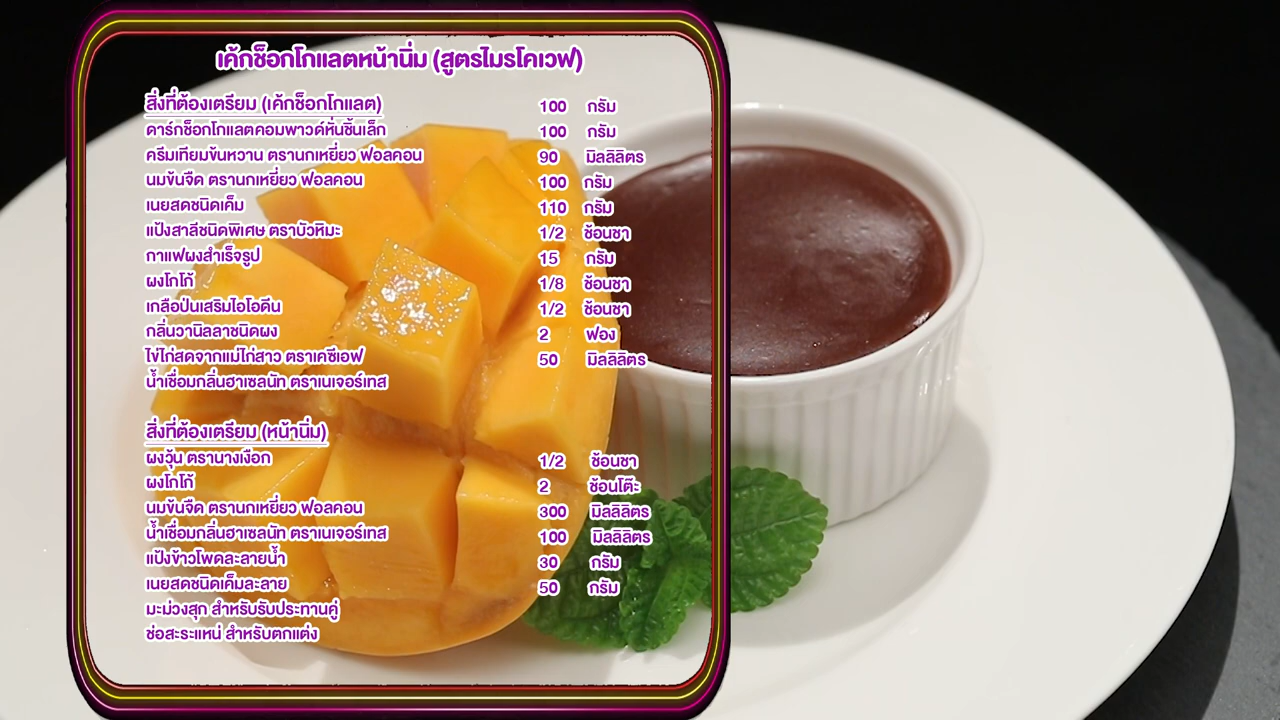 เค้กช็อกโกแลตหน้านิ่ม (สูตรไมรโคเวฟ)
สิ่งที่ต้องเตรียม (เค้กช็อกโกแลต) 100 กรัม
ดาร์กช็อกโกแลตคอมพาวด์หั่นชิ้นเล็ก 100 กรัม
ครีมเทียมข้นหวาน ตรานกเหยี่ยว ฟอลคอน 90 มิลลิลิตร
นมข้นจืด ตรานกเหยี่ยว ฟอลคอน 100 กรัม
เนยสดชนิดเค็ม 110 กรัม
แป้งสาลีชนิดพิเศษ ตราบัวหิมะ 1/2 ช้อนชา
กาแฟผงสำเร็จรูป 15 กรัม
ผงโกโก้ 1/8 ช้อนชา
เกลือป่นเสริมไอโอดีน 1/2 ช้อนชา
กลิ่นวานิลลาชนิดผง 2 ฟอง
ไข่ไก่สดจากแม่ไก่สาว ตราเคซีเอฟ 50 มิลลิลิตร
น้ำเชื่อมกลิ่นฮาเซลนัท ตราเนเจอร์เทส
สิ่งที่ต้องเตรียม (หน้านิ่ม)
ผงวุ้น ตรานางเงือก 1/2 ช้อนชา
ผงโกโก้ 2 ช้อนโต๊ะ
นมข้นจืด ตรานกเหยี่ยว ฟอลคอน 300 มิลลิลิตร
น้ำเชื่อมกลิ่นฮาเซลนัท ตราเนเจอร์เทส 100 มิลลิลิตร
แป้งข้าวโพดละลายน้ำ 30 กรัม
เนยสดชนิดเค็มละลาย 50 กรัม
มะม่วงสุก สำหรับรับประทานคู่
ช่อสะระแหน่ สำหรับตกแต่ง